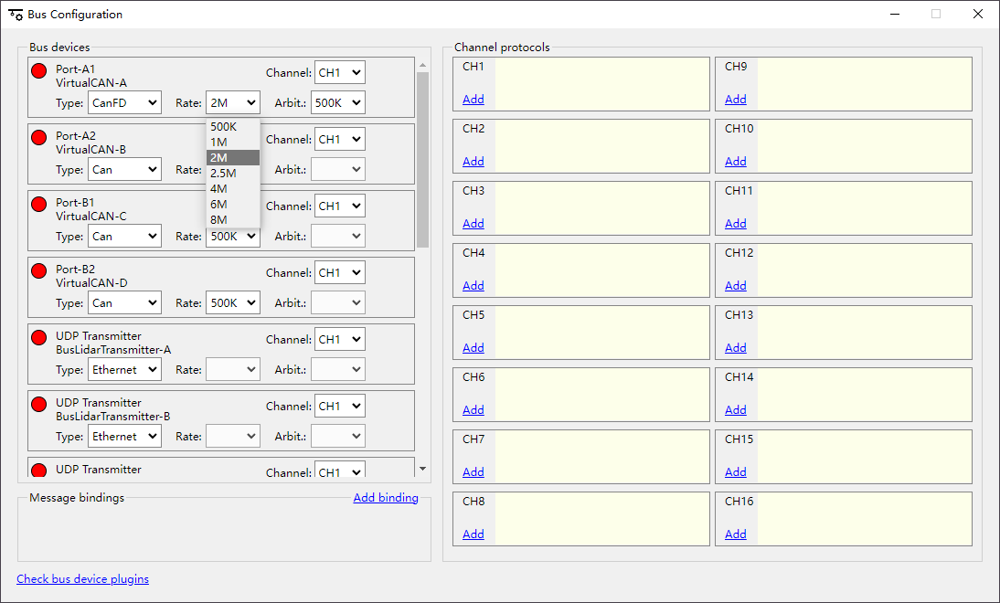 Bus Configuration
Bus devices
Port-A1
VirtualCAN-A
Channel: CH1
Type: CanFD Rate: 2M Arbit.: 500K
500K
1M
2M
2.5M
4M
6M
8M
Port-A2
VirtualCAN-B
Channel: CH1
Type: Can Rate: Arbit.:
Port-B1
VirtualCAN-C
Channel: CH1
Type: Can Rate: 500K Arbit.:
Port-B2
VirtualCAN-D
Channel: CH1
Type: Can Rate: 500K Arbit.:
UDP Transmitter
BusLidarTransmitter-A
Channel: CH1
Type: Ethernet Rate: Arbit.:
UDP Transmitter
BusLidarTransmitter-B
Channel: CH1
Type: Ethernet Rate: Arbit.:
UDP Transmitter
Channel: CH1
Message bindings
Add binding
Check bus device plugins
Channel protocols
CH1
Add
CH2
Add
CH3
Add
CH4
Add
CH5
Add
CH6
Add
CH7
Add
CH8
Add
CH9
Add
CH10
Add
CH11
Add
CH12
Add
CH13
Add
CH14
Add
CH15
Add
CH16
Add